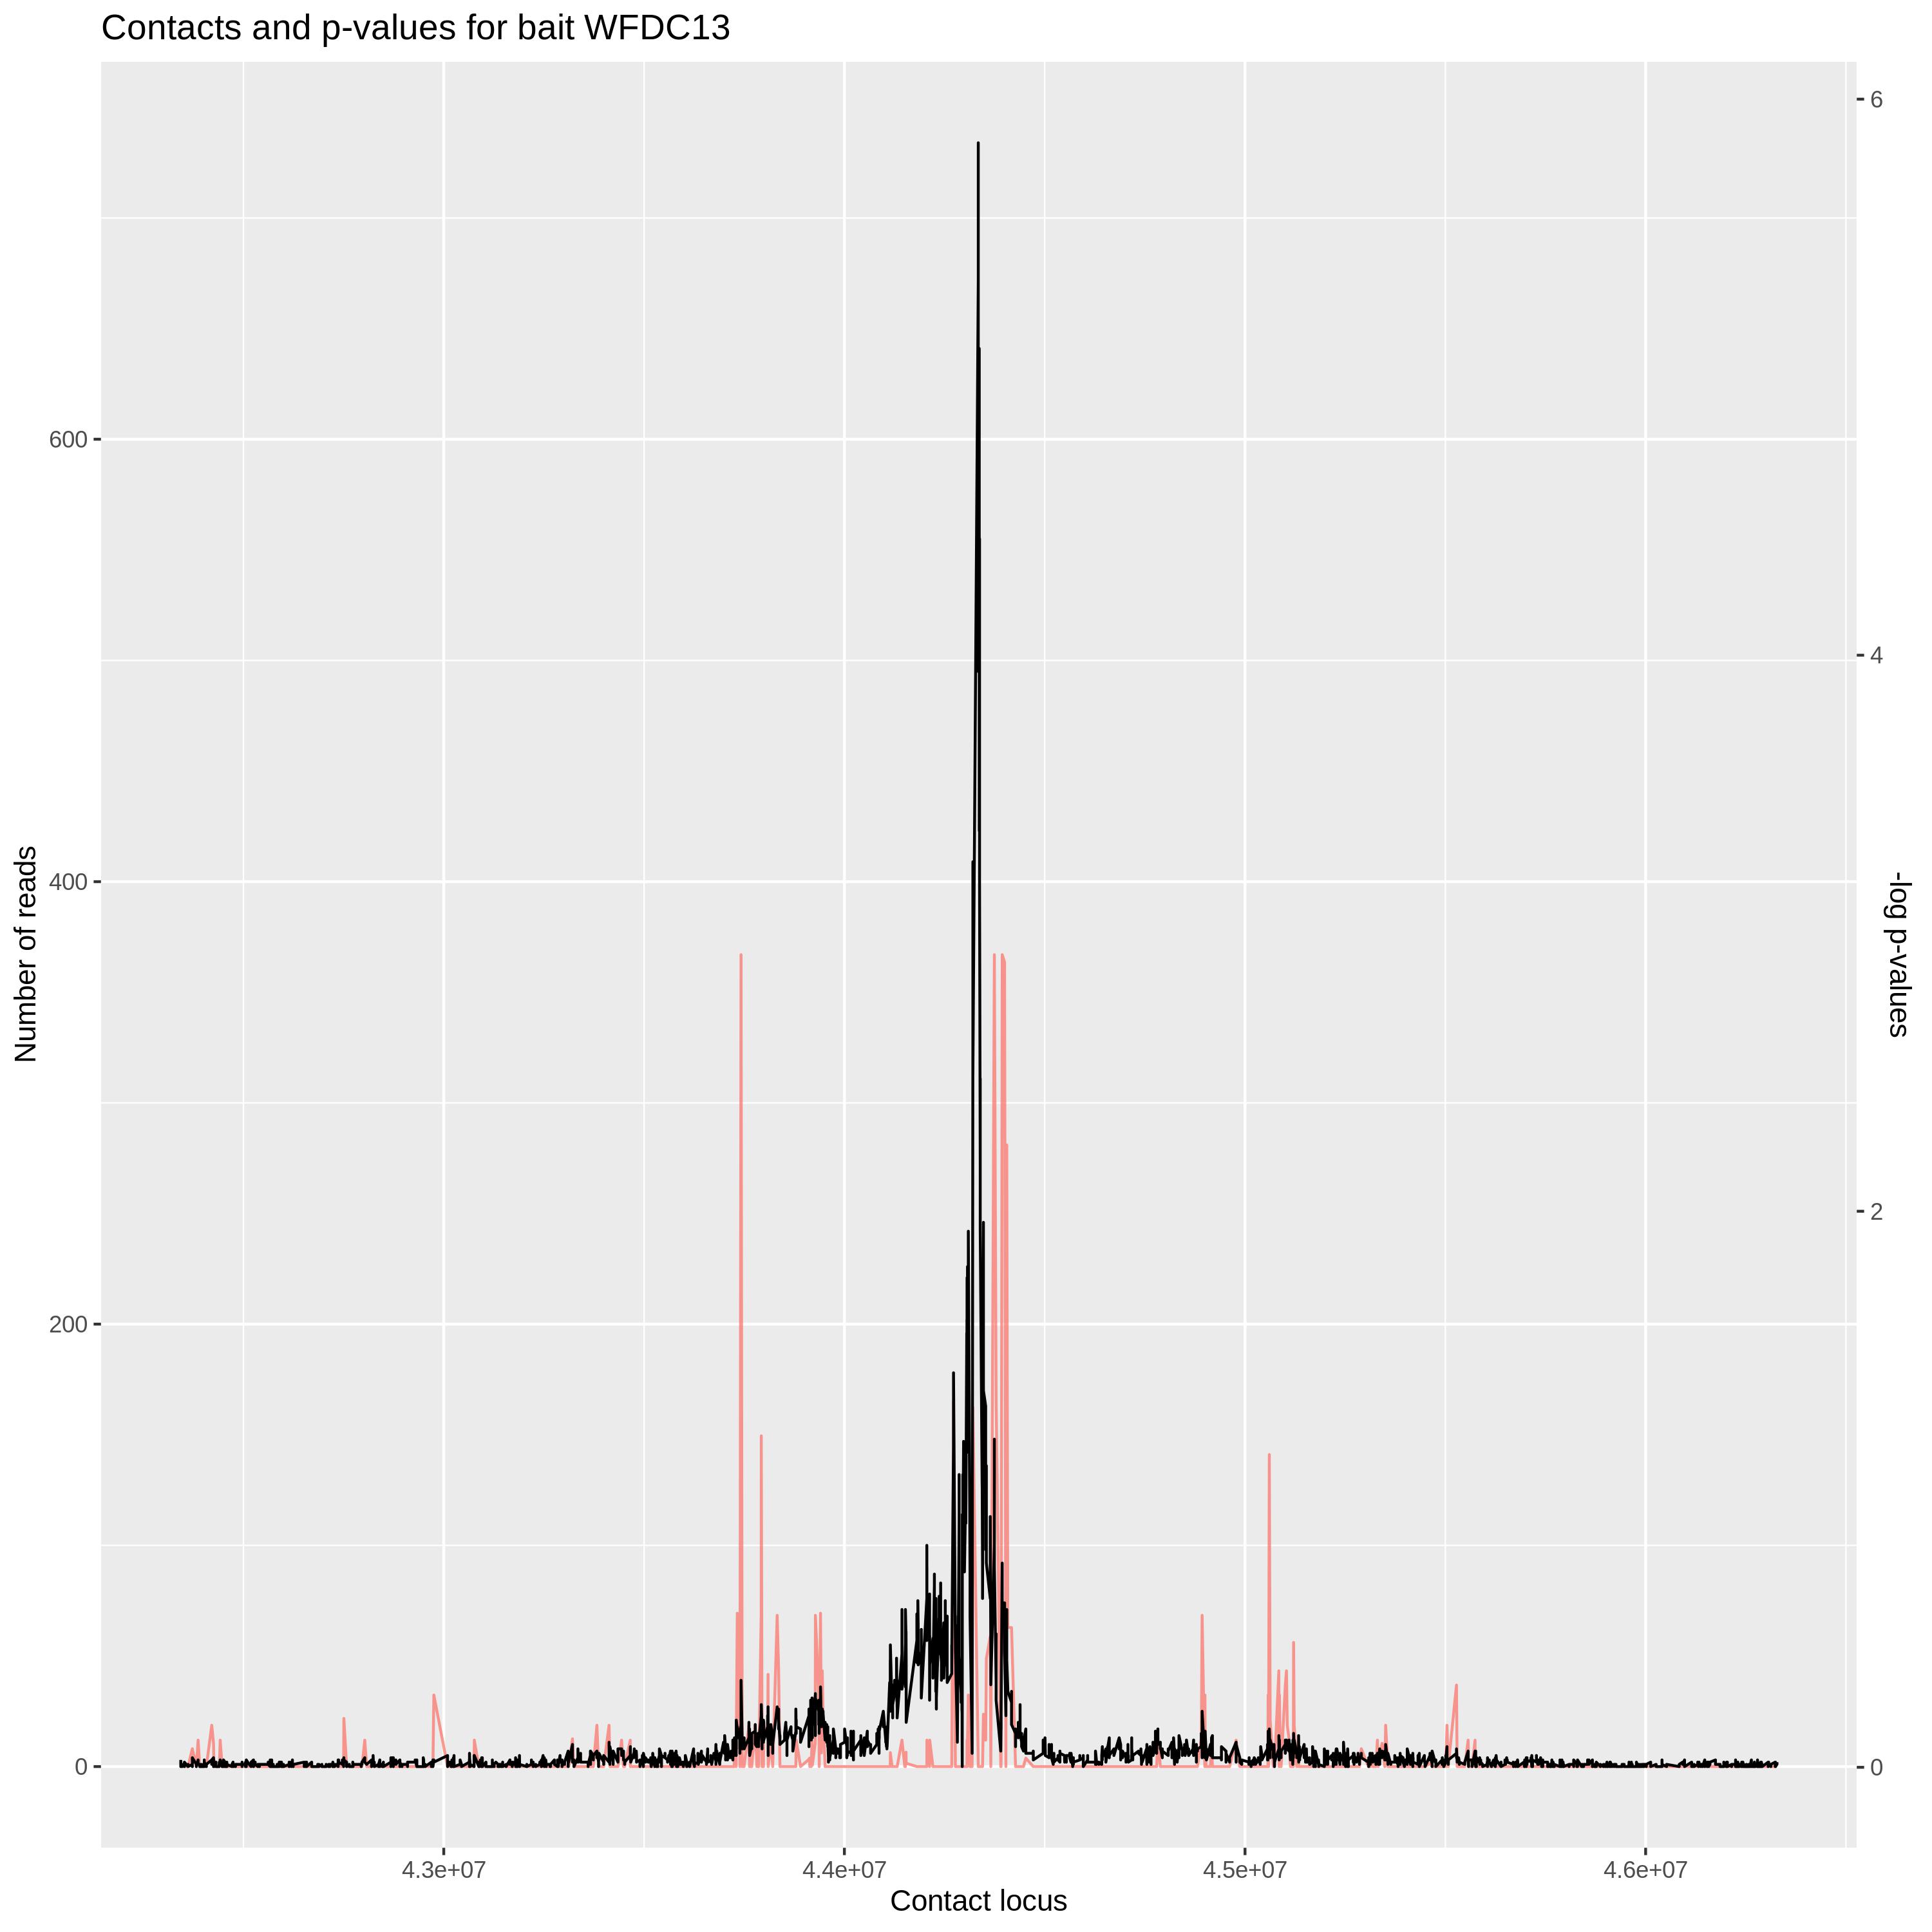 Contacts and p-values for bait WFDC13
6
600
4
400
Number of reads
-log p-values
2
200
0
0
4.3e+07
4.4e+07
4.5e+07
4.6e+07
Contact locus